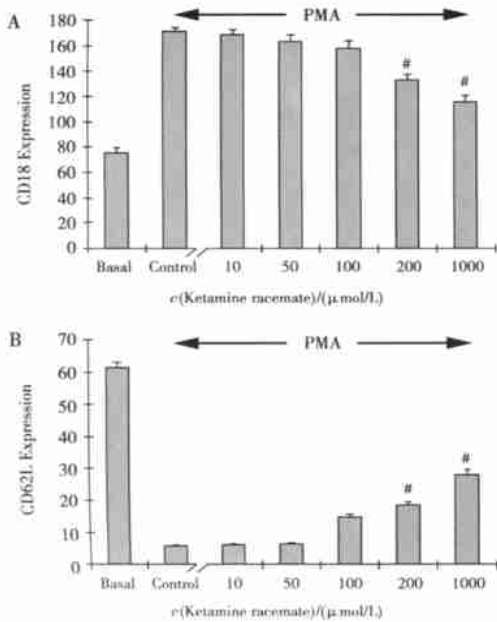 A
PMA
CD18 Expression
180
160
140
120
100
80
60
40
20
0
#
#
Basal Control 10 50 100 200 1000
c(Ketamine racemate)/(μmol/L)
B
PMA
CD62L Expression
70
60
50
40
30
20
10
0
#
#
Basal Control 10 50 100 200 1000
c(Ketamine racemate)/(μmol/L)